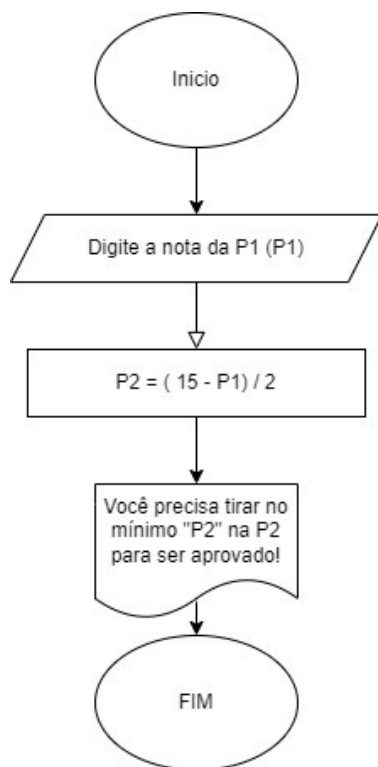 Inicio
Digite a nota da P1 (P1)
P2 = ( 15 - P1) / 2
Você precisa tirar no
mínimo "P2" na P2
para ser aprovado!
FIM